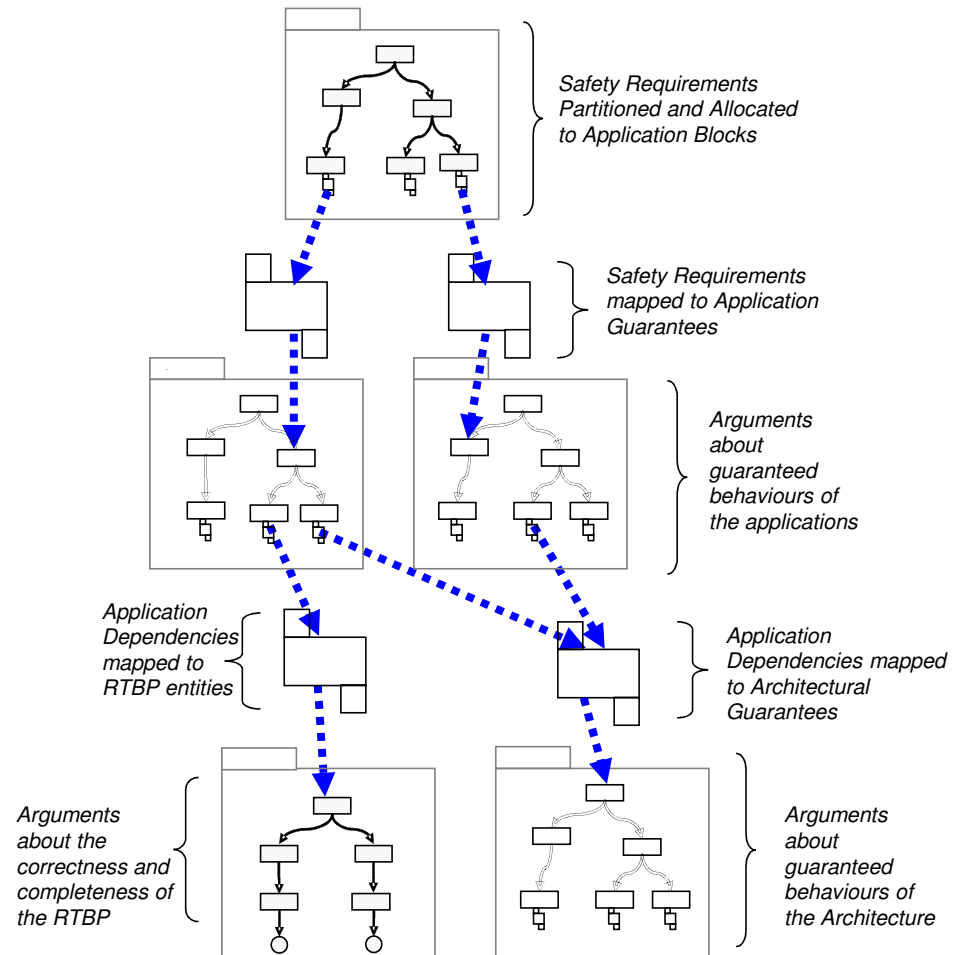 Safety Requirements
Partitioned and Allocated
to Application Blocks
Safety Requirements
mapped to Application
Guarantees
Arguments
about
guaranteed
behaviours of
the applications
Application
Dependencies
mapped to
RTBP entities
Application
Dependencies mapped
to Architectural
Guarantees
Arguments
about the
correctness and
completeness of
the RTBP
Arguments
about
guaranteed
behaviours of
the Architecture